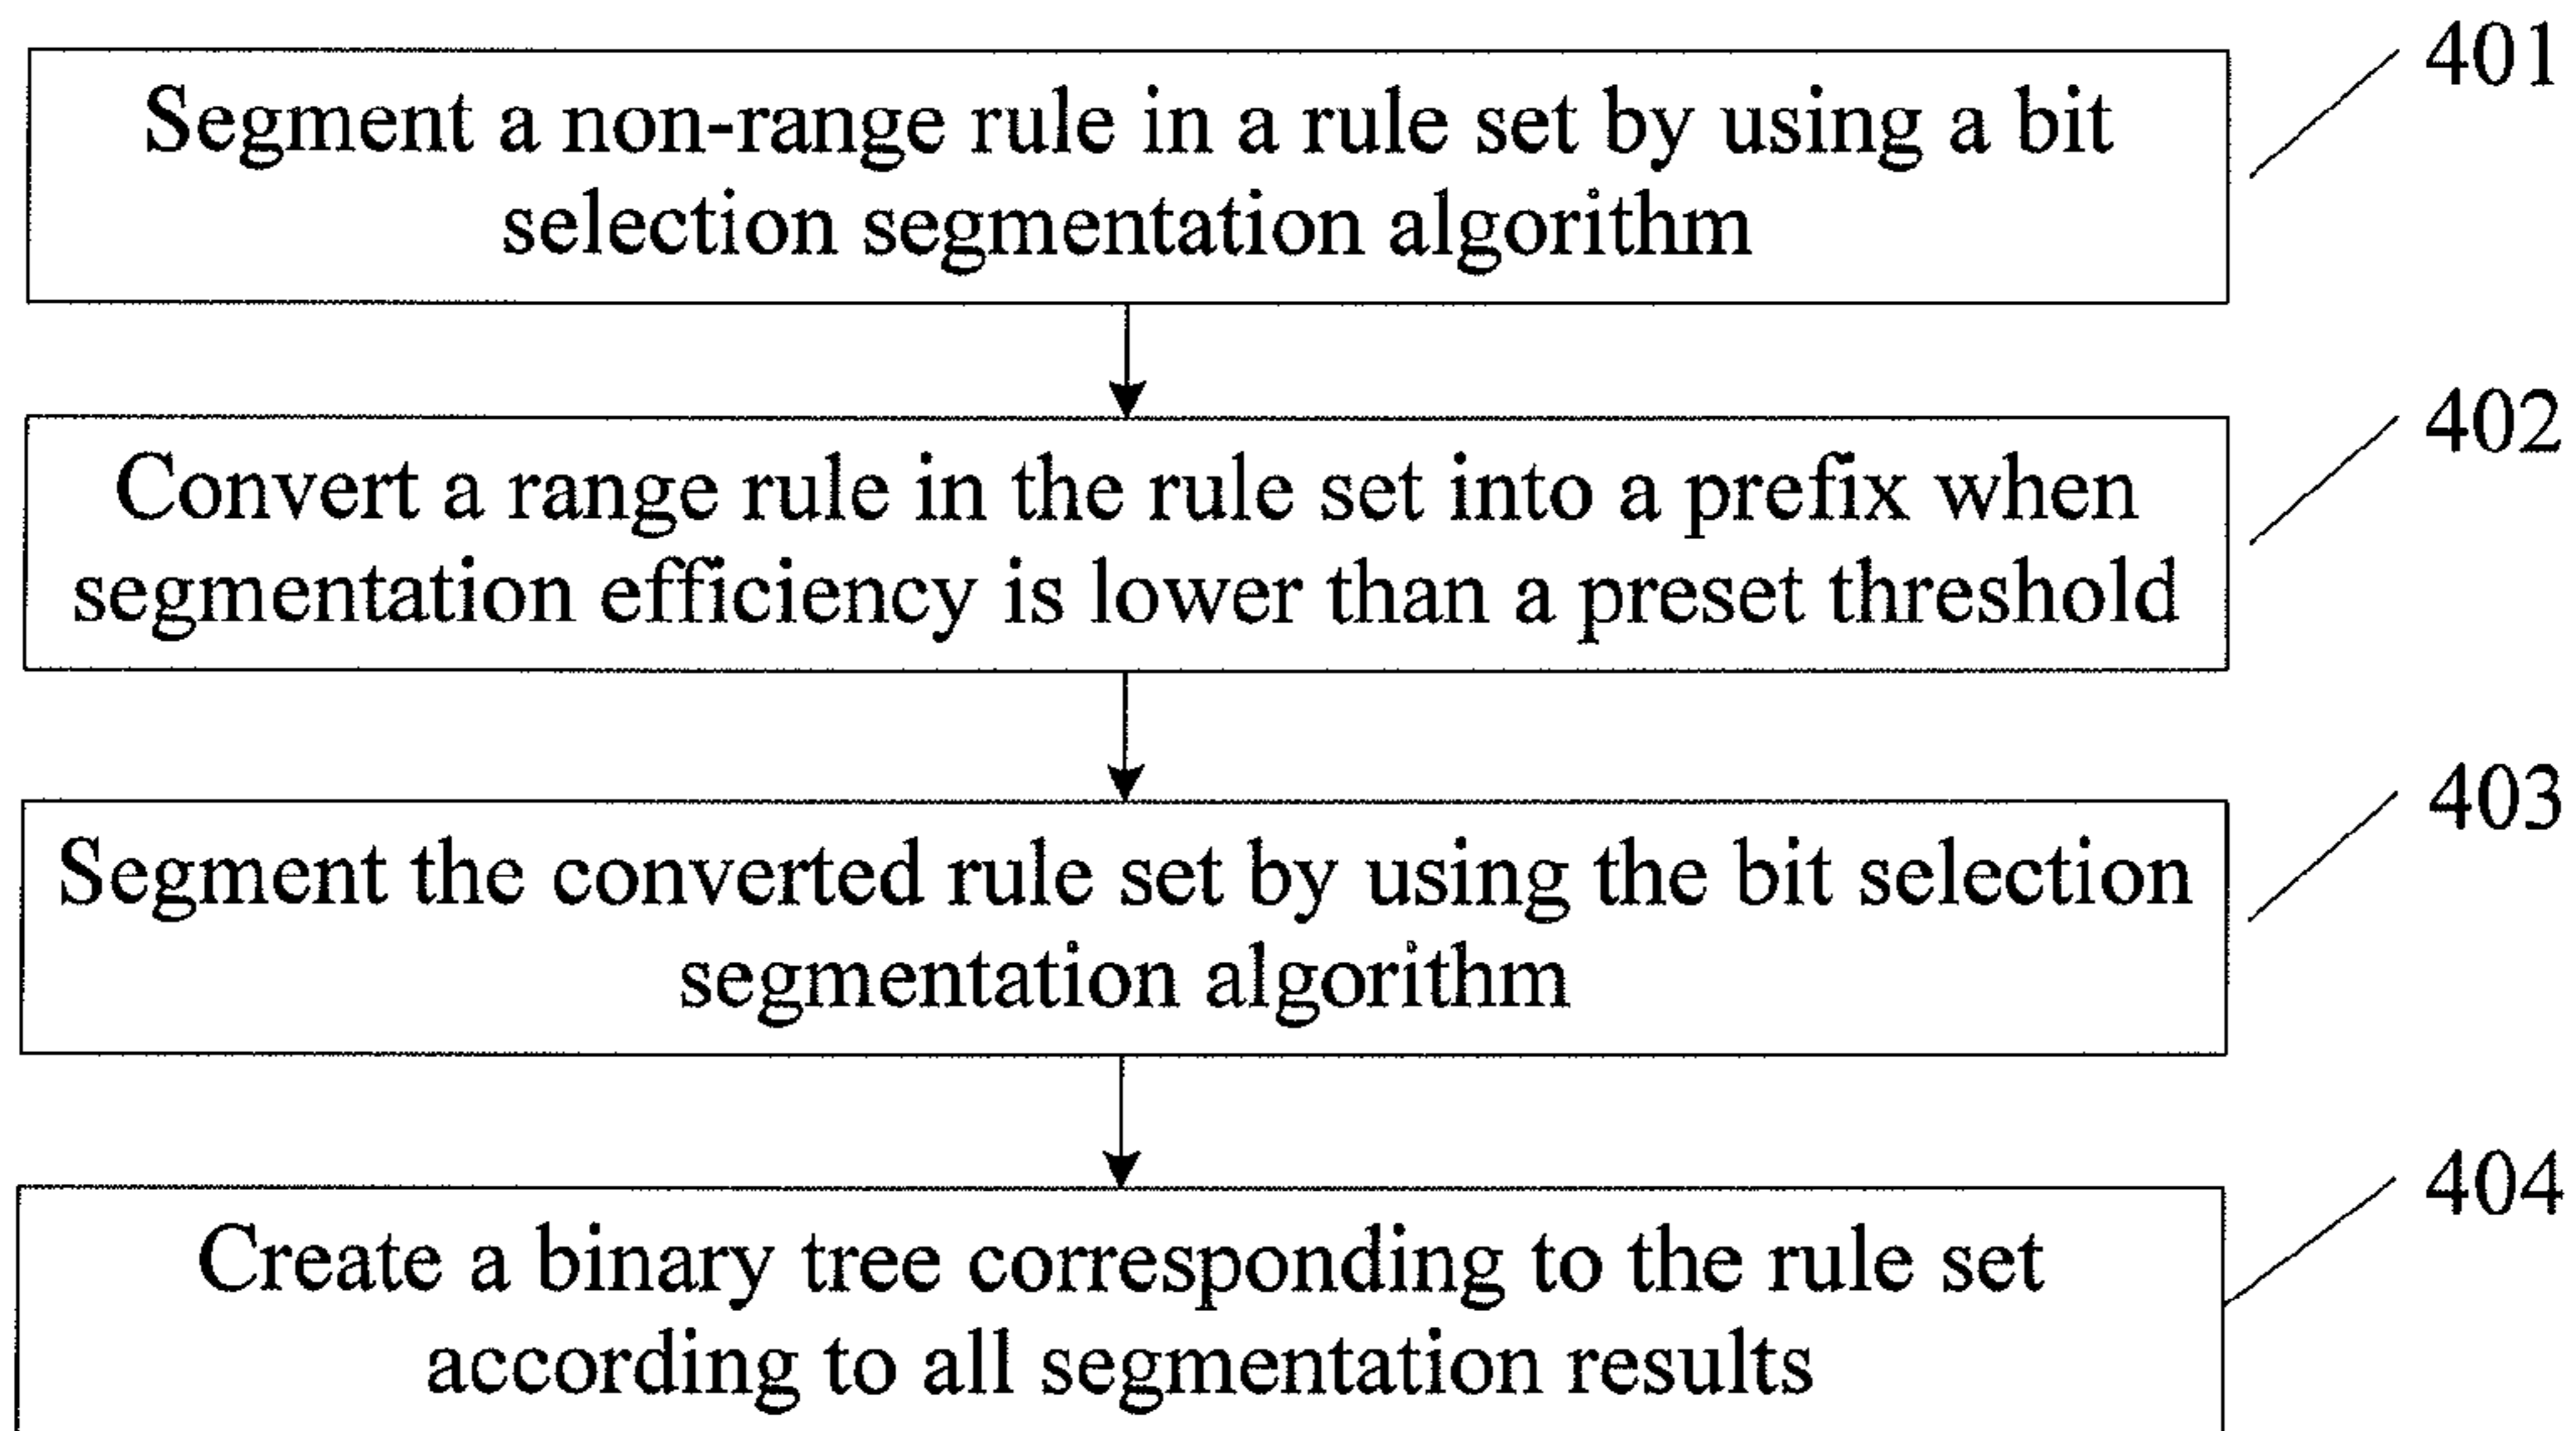 401
Segment a non-range rule in a rule set by using a bit
selection segmentation algorithm
402
Convert a range rule in the rule set into a prefix when
segmentation efficiency is lower than a preset threshold
403
Segment the converted rule set by using the bit selection
segmentation algorithm
404
Create a binary tree corresponding to the rule set
according to all segmentation results